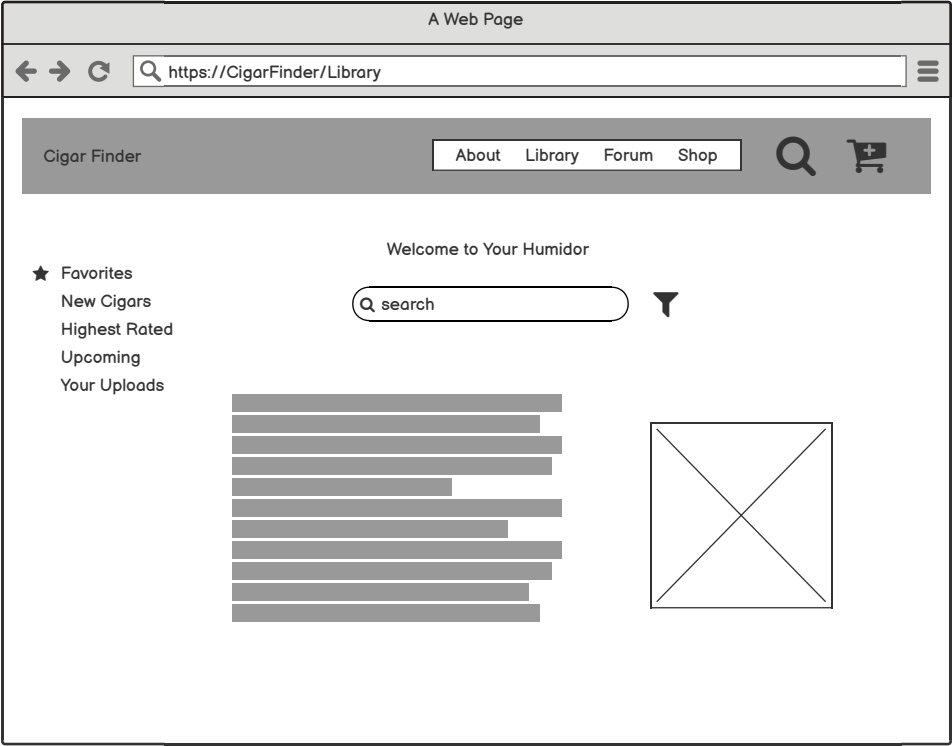 A Web Page
https://CigarFinder/Library
Cigar Finder
About Library Forum Shop
Welcome to Your Humidor
search
Favorites
New Cigars
Highest Rated
Upcoming
Your Uploads